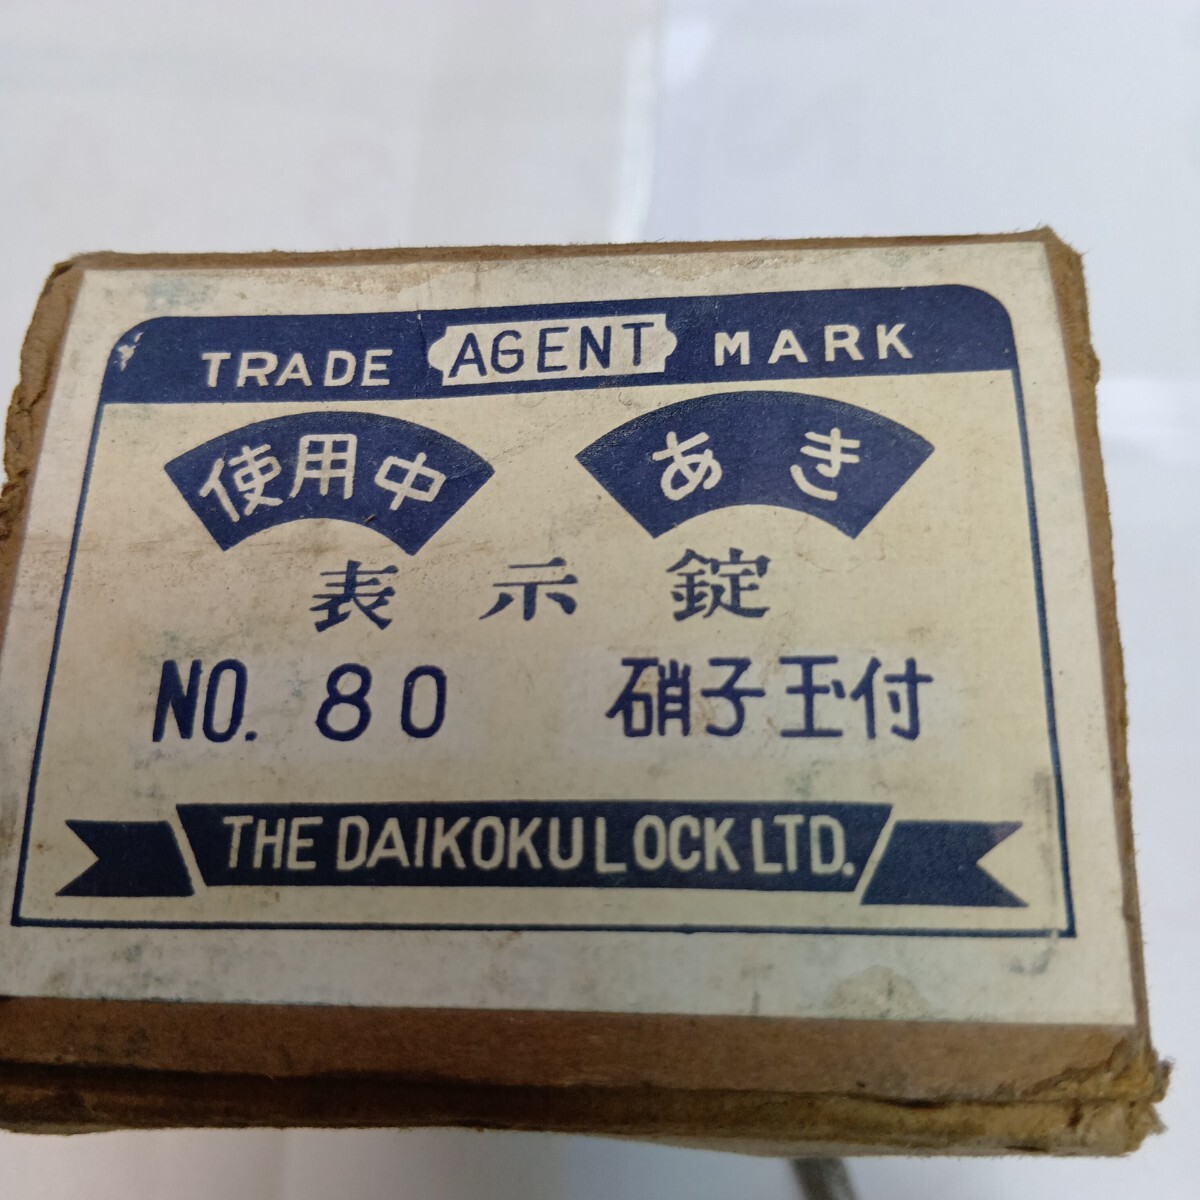 TRADE AGENT MARK
使用中 あき
表示錠
NO. 80 硝子玉付
THE DAIKOKU LOCK LTD.